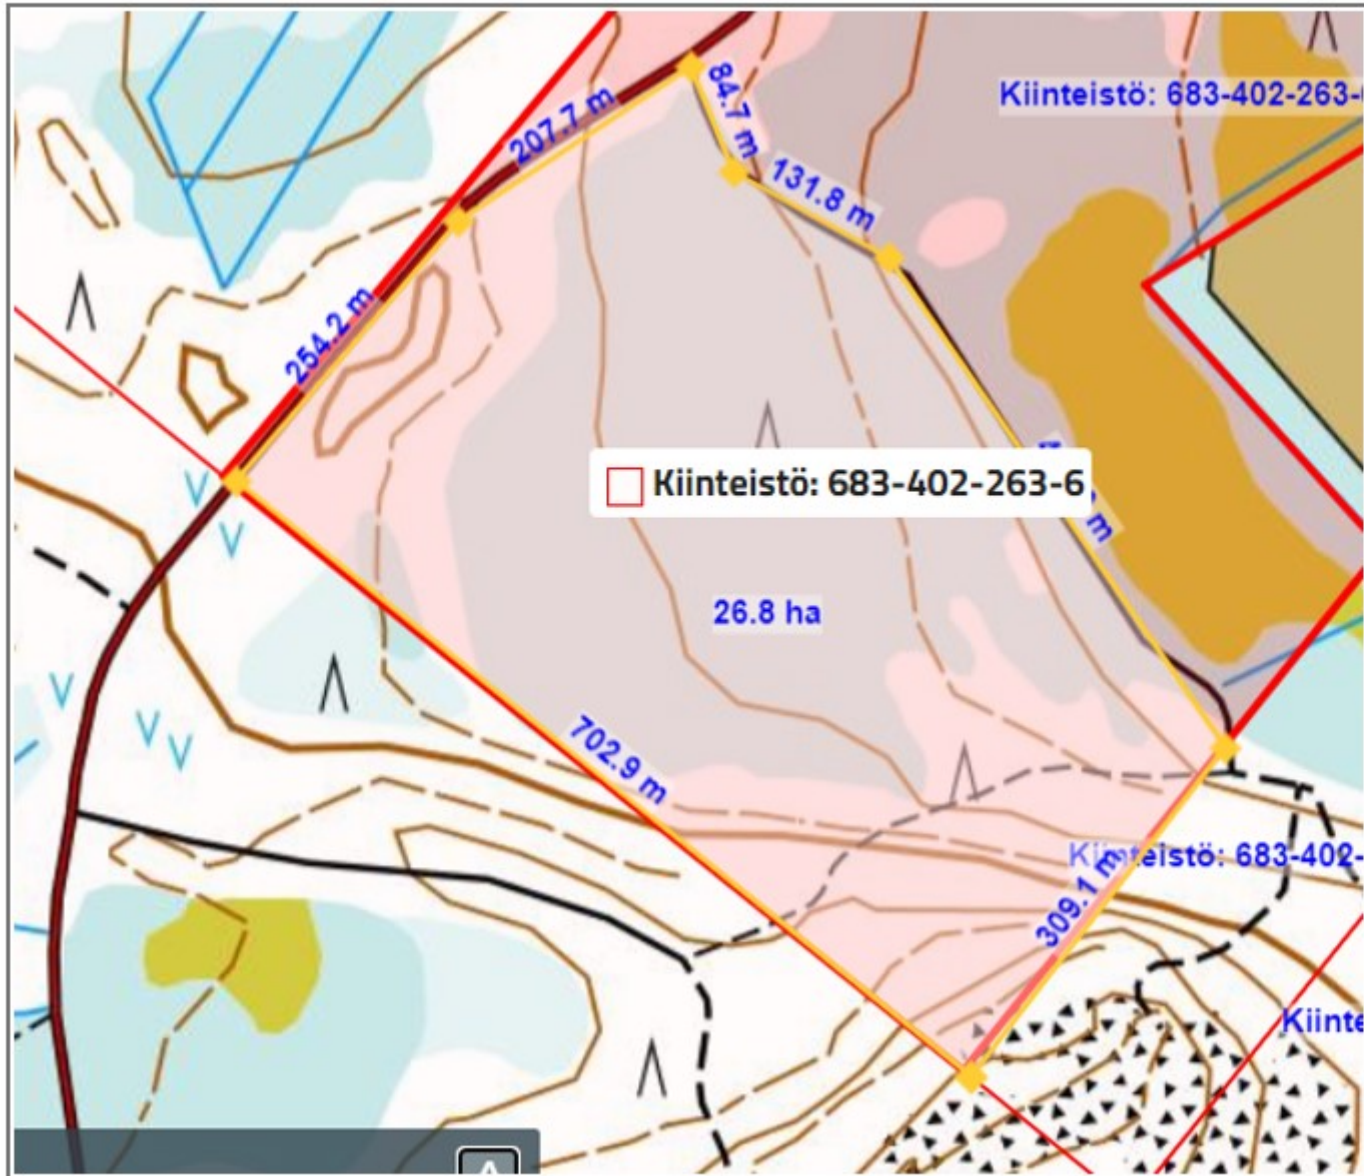 84.7 m
Kiinteistö: 683-402-263-
207.7 m
131.8 m
254.2 m
Kiinteistö: 683-402-263-6
m
26.8 ha
702.9 m
Kiinteistö: 683-402-
309.1 m
Kiinte